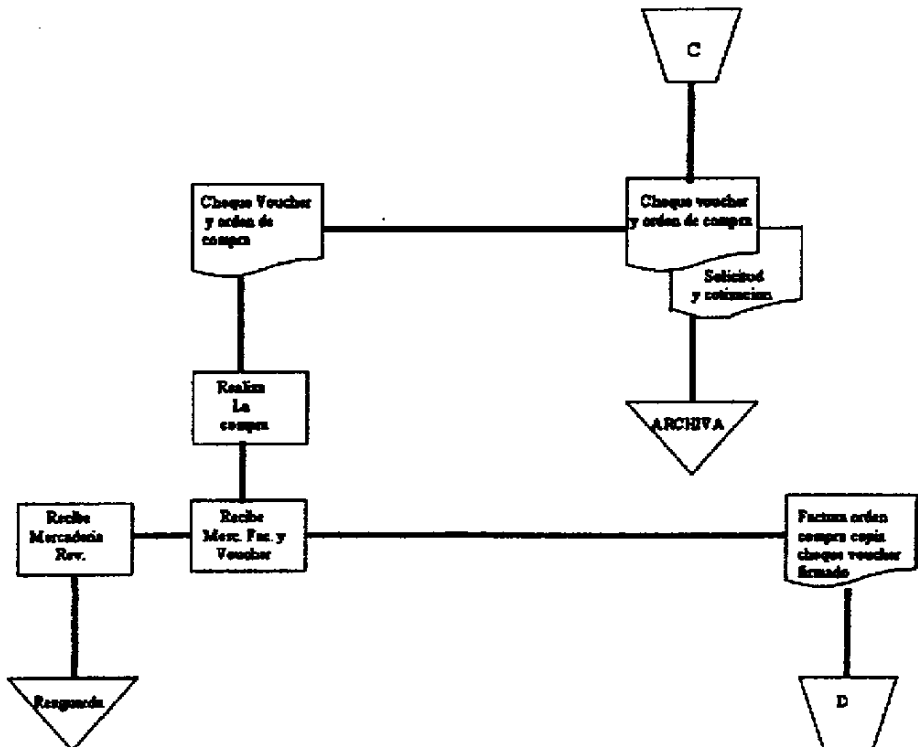 C
Cheque Voucher
y orden de
compra
Cheque voucher
y orden de compra
Solicitud
y cotizacion
Realiza
La
compra
ARCHIVA
Recibe
Mercaderia
Rev.
Recibe
Merc. Fac. y
Voucher
Factura orden
compra copia
cheque voucher
firmado
Resguarda
D